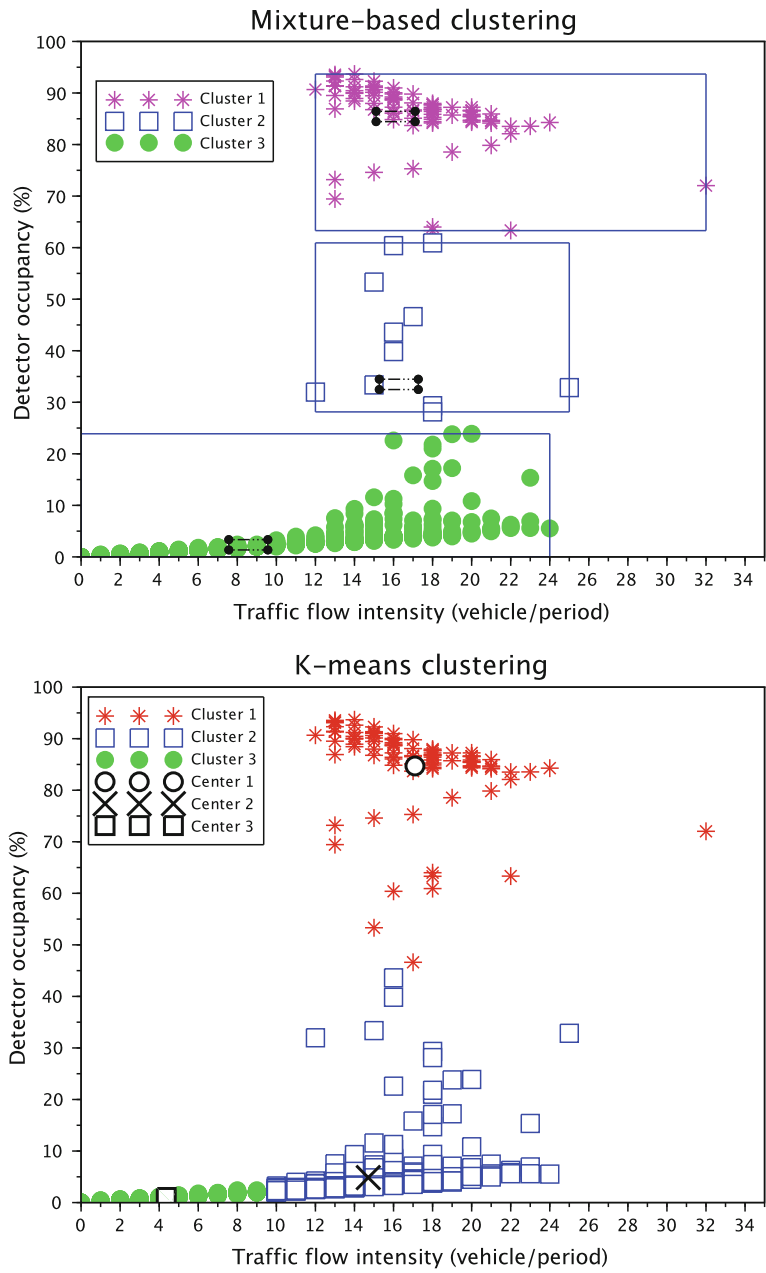 Mixture-based clustering
100
90
80
70
60
50
40
30
20
10
0
Detector occupancy (%)
Cluster 1
Cluster 2
Cluster 3
0 2 4 6 8 10 12 14 16 18 20 22 24 26 28 30 32 34
Traffic flow intensity (vehicle/period)
K-means clustering
100
90
80
70
60
50
40
30
20
10
0
Detector occupancy (%)
Cluster 1
Cluster 2
Cluster 3
Center 1
Center 2
Center 3
0 2 4 6 8 10 12 14 16 18 20 22 24 26 28 30 32 34
Traffic flow intensity (vehicle/period)